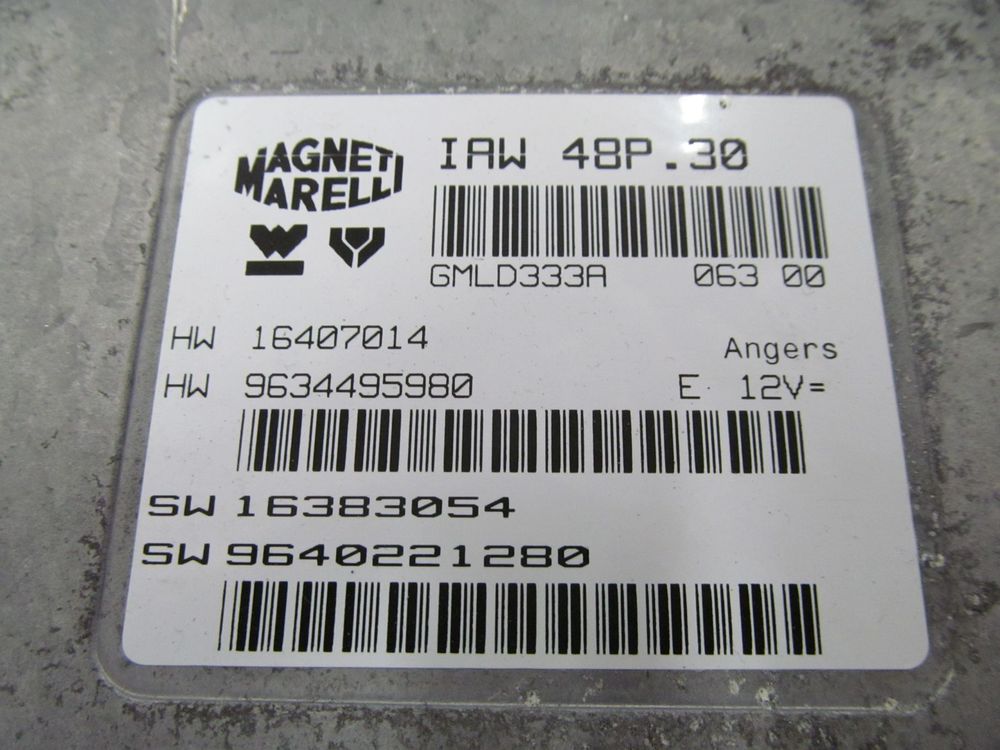 MAGNETI
MARELLI
IAW 48P.30
GMLD333A 063 00
HW 16407014
Angers
HW 9634495980 E 12V=
SW 16383054
SW 9640221280